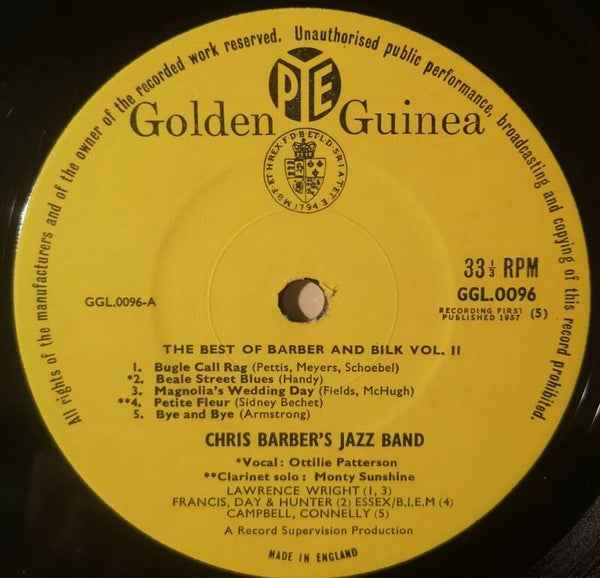 All rights of the manufacturers and of the owner of the recorded work reserved. Unauthorised public performance, broadcasting and copying of this record prohibited.
PYE
Golden Guinea
33⅓ RPM
GGL.0096-A
GGL.0096
RECORDING FIRST
PUBLISHED 1957 (5)
THE BEST OF BARBER AND BILK VOL. II
1. Bugle Call Rag (Pettis, Meyers, Schoebel)
*2. Beale Street Blues (Handy)
3. Magnolia's Wedding Day (Fields, McHugh)
**4. Petite Fleur (Sidney Bechet)
5. Bye and Bye (Armstrong)
CHRIS BARBER'S JAZZ BAND
*Vocal: Ottilie Patterson
**Clarinet solo: Monty Sunshine
LAWRENCE WRIGHT (1, 3)
FRANCIS, DAY & HUNTER (2) ESSEX/B.I.E.M (4)
CAMPBELL, CONNELLY (5)
A Record Supervision Production
MADE IN ENGLAND